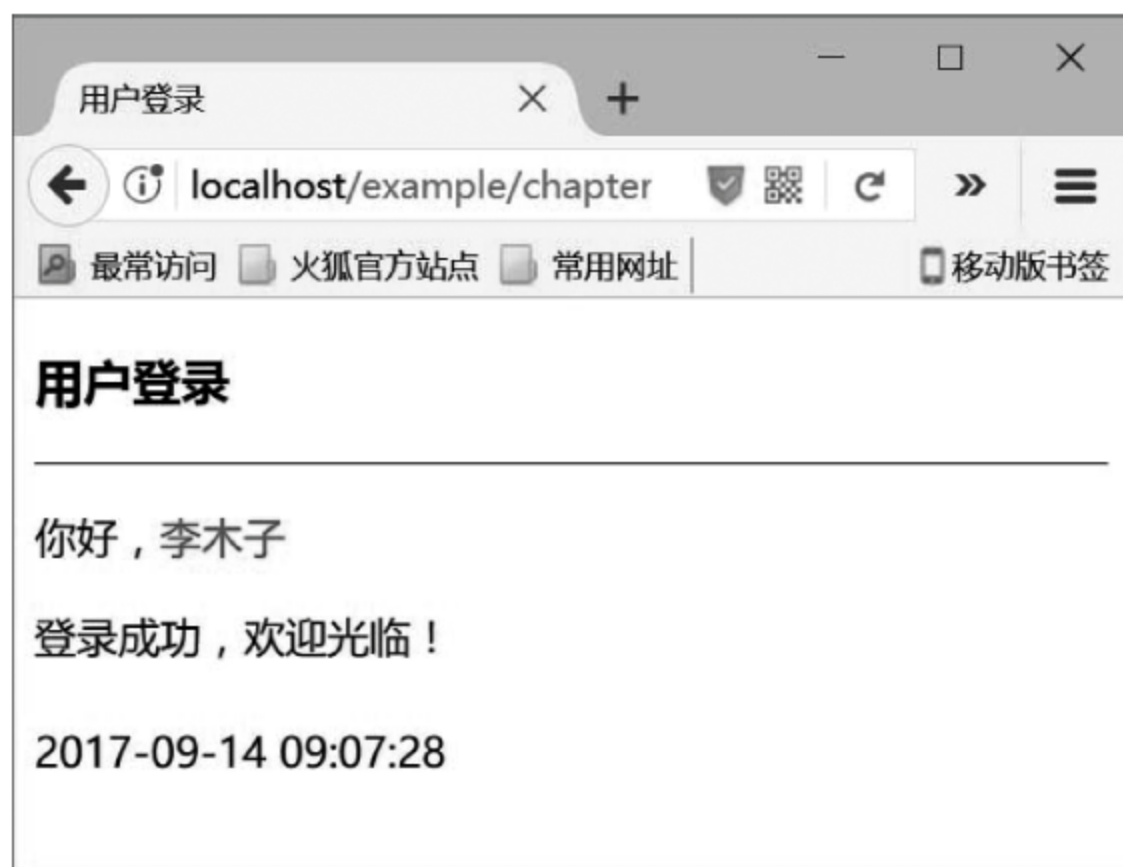 用户登录
localhost/example/chapter
最常访问 火狐官方站点 常用网址 移动版书签
用户登录
你好，李木子
登录成功，欢迎光临！
2017-09-14 09:07:28